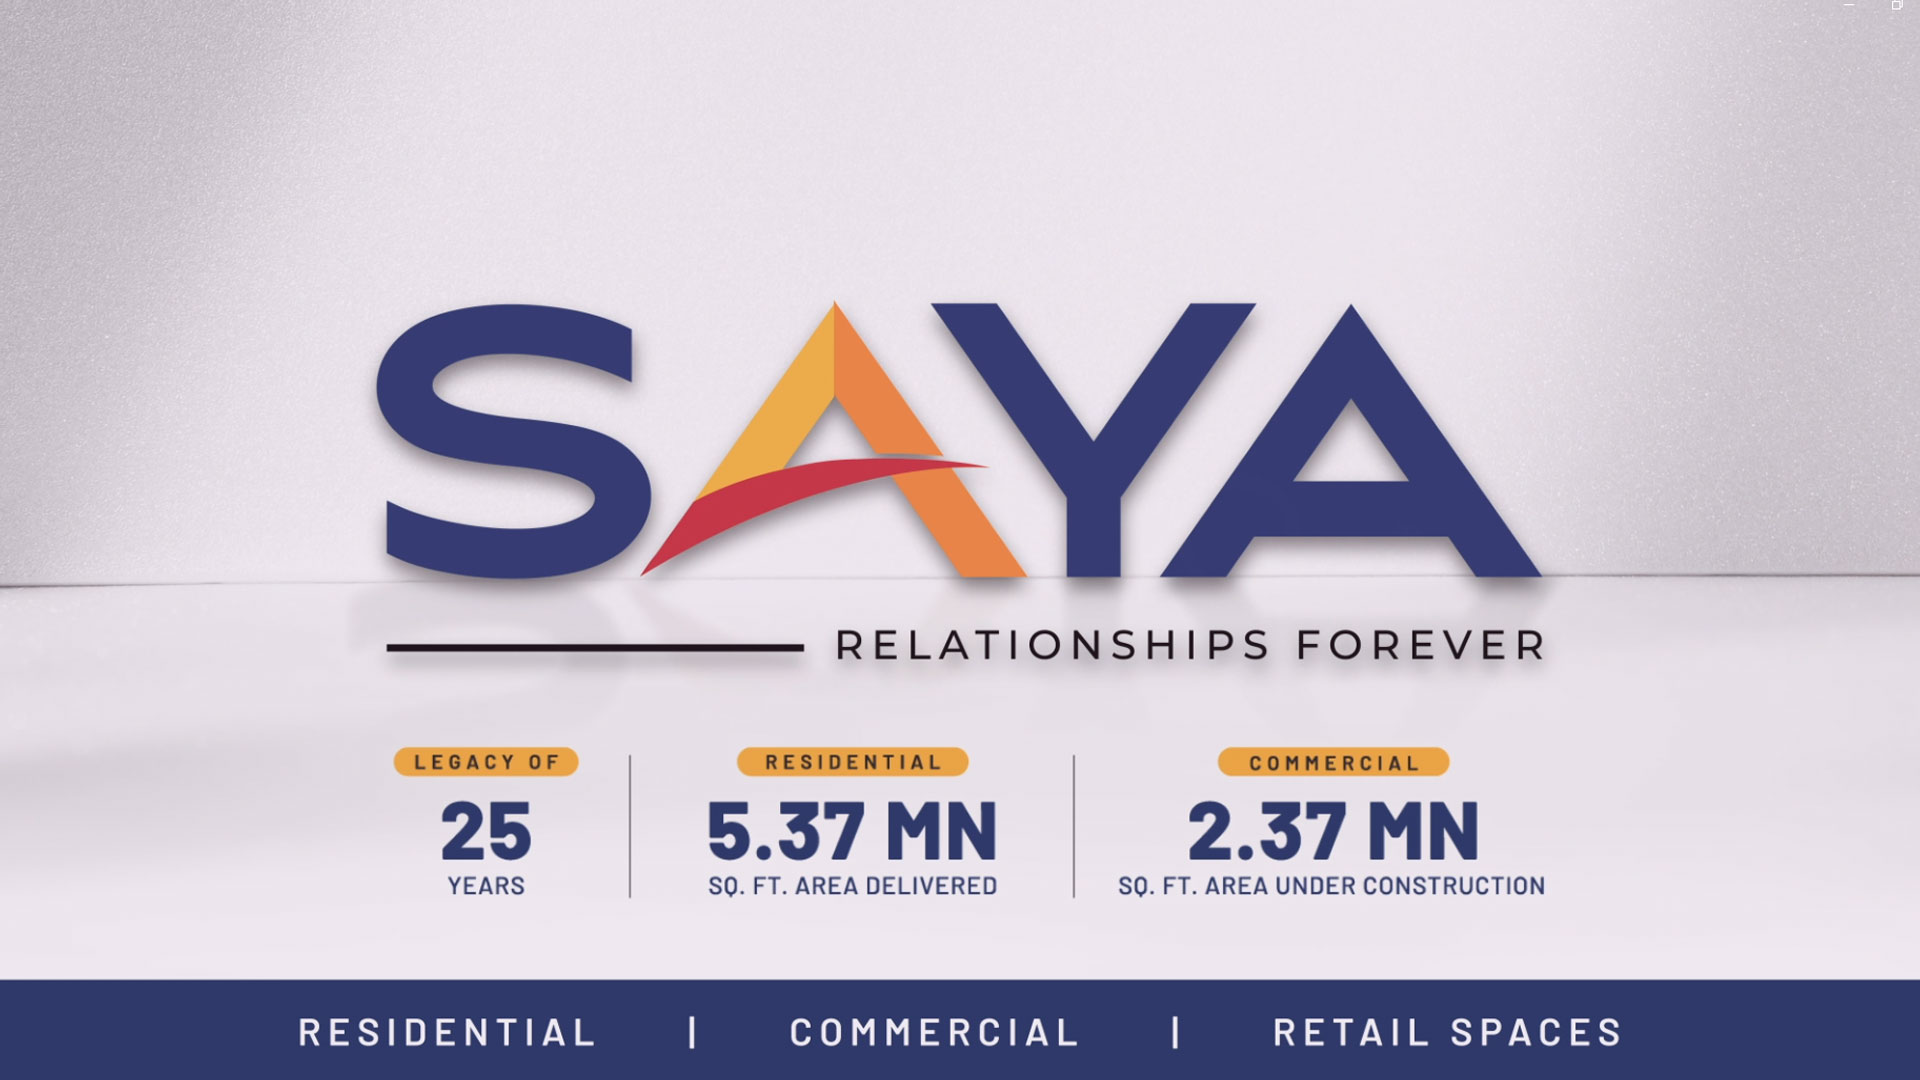 SAYA
RELATIONSHIPS FOREVER
LEGACY OF
25
YEARS
RESIDENTIAL
5.37 MN
SQ. FT. AREA DELIVERED
COMMERCIAL
2.37 MN
SQ. FT. AREA UNDER CONSTRUCTION
RESIDENTIAL | COMMERCIAL | RETAIL SPACES